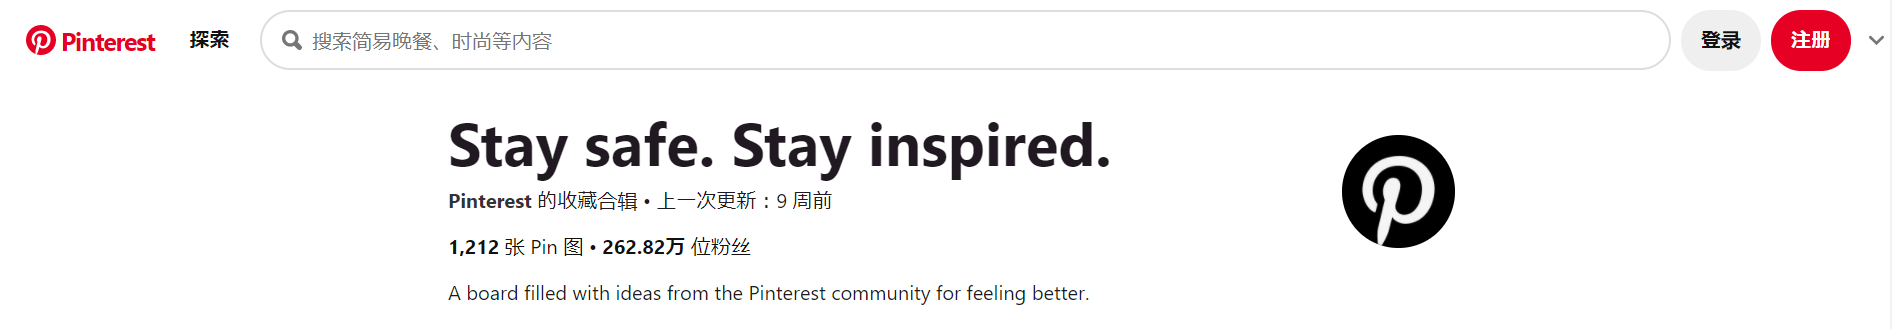 Pinterest 探索 搜索简易晚餐、时尚等内容 登录 注册
Stay safe. Stay inspired.
Pinterest 的收藏合辑 • 上一次更新：9 周前
1,212 张 Pin 图 • 262.82万 位粉丝
A board filled with ideas from the Pinterest community for feeling better.